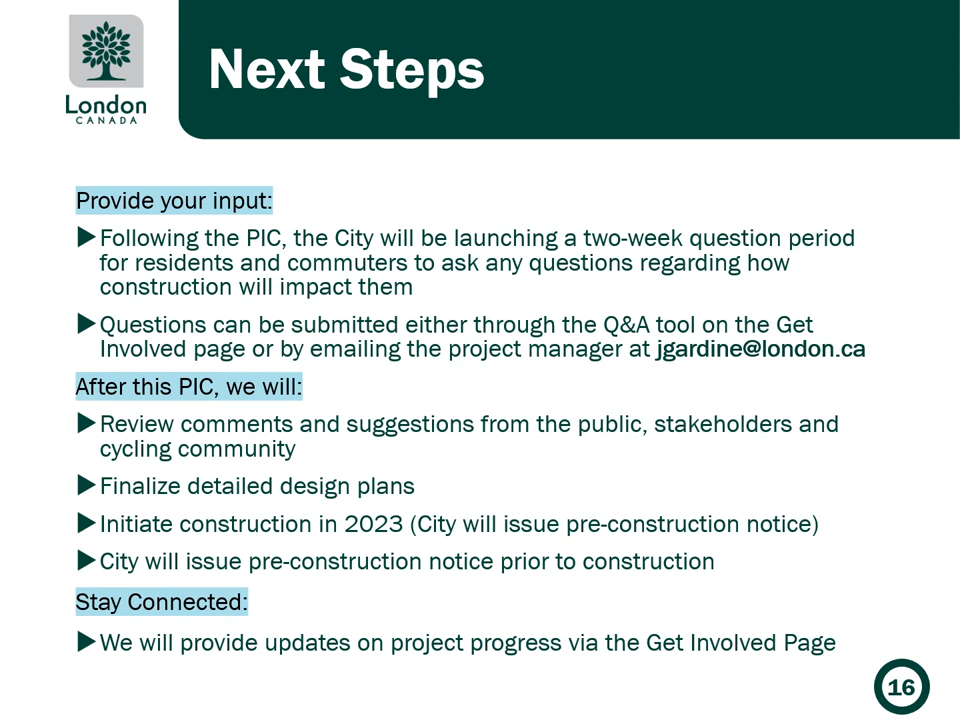 London
CANADA
Next Steps
Provide your input:
▶Following the PIC, the City will be launching a two-week question period
for residents and commuters to ask any questions regarding how
construction will impact them
▶Questions can be submitted either through the Q&A tool on the Get
Involved page or by emailing the project manager at jgardine@london.ca
After this PIC, we will:
▶Review comments and suggestions from the public, stakeholders and
cycling community
▶Finalize detailed design plans
▶Initiate construction in 2023 (City will issue pre-construction notice)
▶City will issue pre-construction notice prior to construction
Stay Connected:
▶We will provide updates on project progress via the Get Involved Page
16